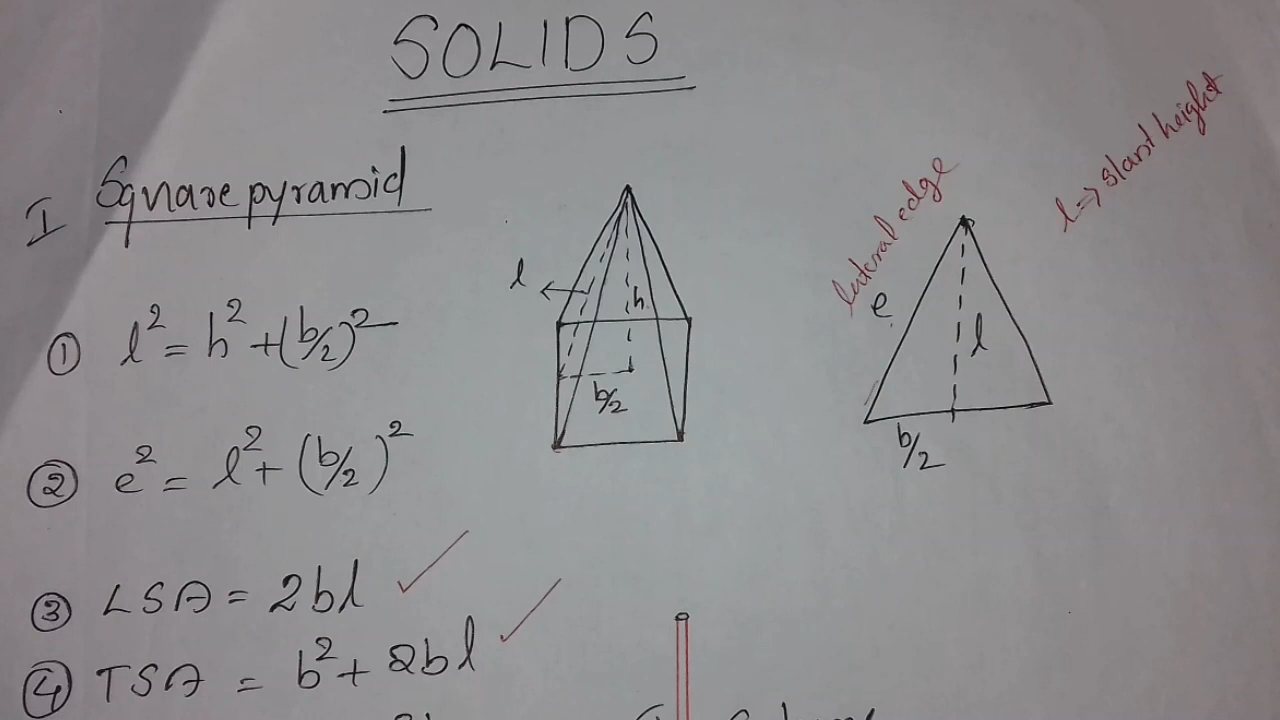 SOLIDS
I Square pyramid
l
h
b/2
lateral edge
e
l
b/2
l => slant height
① l² = h² + (b/2)²
② e² = l² + (b/2)²
③ LSA = 2bl ✓
④ TSA = b² + 2bl ✓